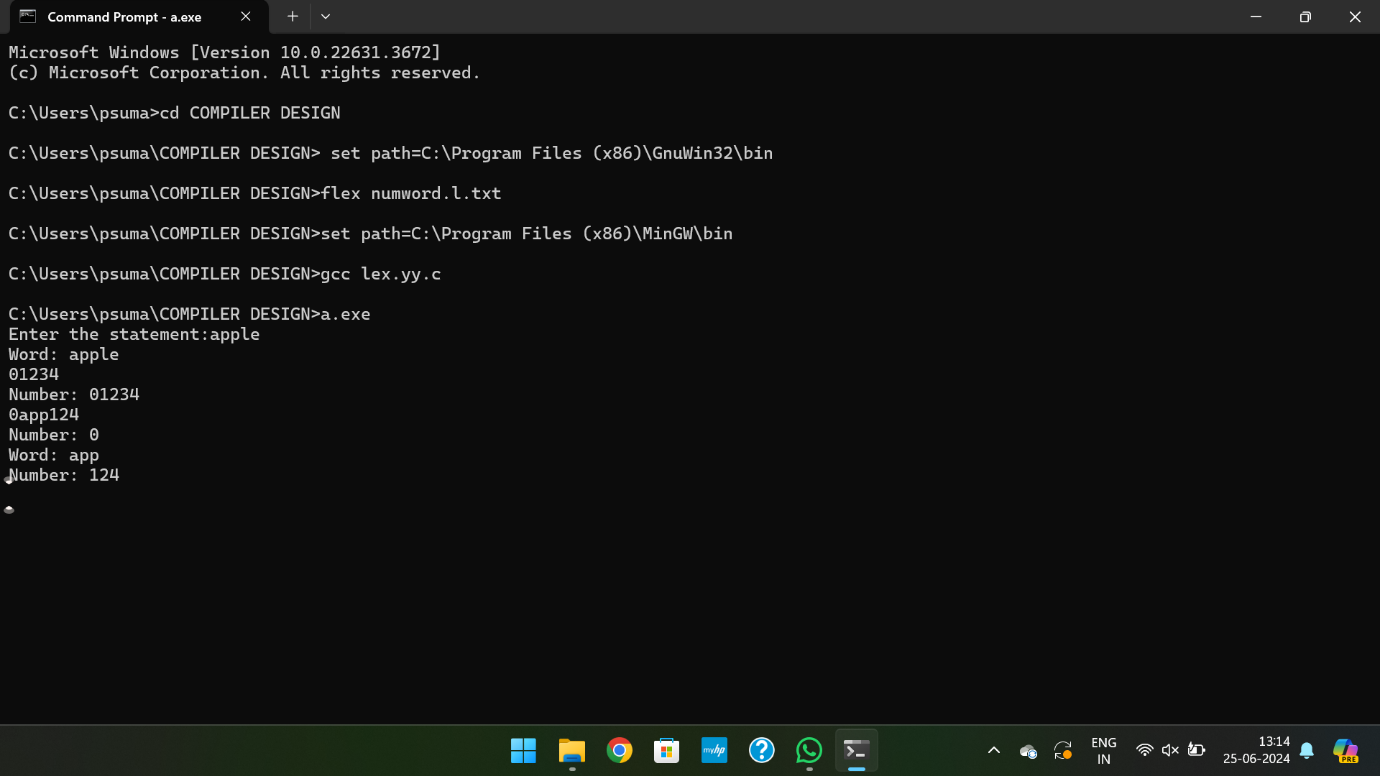 Command Prompt - a.exe
Microsoft Windows [Version 10.0.22631.3672]
(c) Microsoft Corporation. All rights reserved.
C:\Users\psuma>cd COMPILER DESIGN
C:\Users\psuma\COMPILER DESIGN> set path=C:\Program Files (x86)\GnuWin32\bin
C:\Users\psuma\COMPILER DESIGN>flex numword.l.txt
C:\Users\psuma\COMPILER DESIGN>set path=C:\Program Files (x86)\MinGW\bin
C:\Users\psuma\COMPILER DESIGN>gcc lex.yy.c
C:\Users\psuma\COMPILER DESIGN>a.exe
Enter the statement:apple
Word: apple
01234
Number: 01234
0app124
Number: 0
Word: app
Number: 124
myhp
ENG
IN
13:14
25-06-2024
PRE